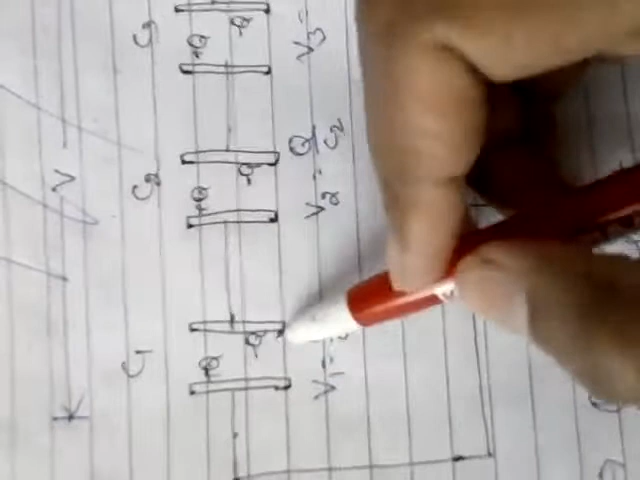 V
C₁ C₂ C₃
+Q -Q +Q -Q +Q -Q
V₁ = V₂ = Q/C₂ V₃ =